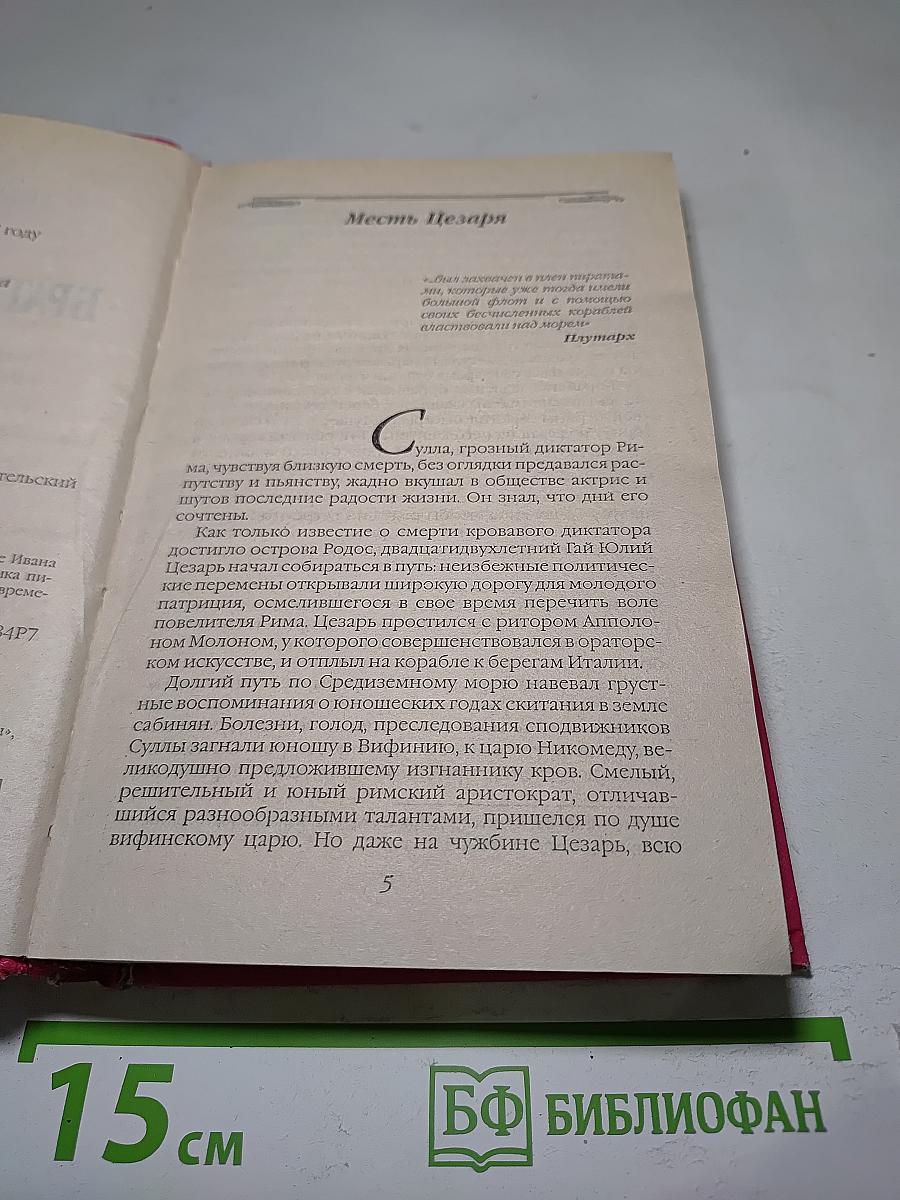 году
а
БРА
тельский
е Ивана
ика пи-
време-
84Р7
»,
Месть Цезаря
«...Был захвачен в плен пирата-
ми, которые уже тогда имели
большой флот и с помощью
своих бесчисленных кораблей
властвовали над морем»
Плутарх
Сулла, грозный диктатор Ри-
ма, чувствуя близкую смерть, без оглядки предавался рас-
путству и пьянству, жадно вкушал в обществе актрис и
шутов последние радости жизни. Он знал, что дни его
сочтены.
Как только известие о смерти кровавого диктатора
достигло острова Родос, двадцатидвухлетний Гай Юлий
Цезарь начал собираться в путь: неизбежные политичес-
кие перемены открывали широкую дорогу для молодого
патриция, осмелившегося в свое время перечить воле
повелителя Рима. Цезарь простился с ритором Апполо-
ном Молоном, у которого совершенствовался в ораторс-
ком искусстве, и отплыл на корабле к берегам Италии.
Долгий путь по Средиземному морю навевал груст-
ные воспоминания о юношеских годах скитания в земле
сабинян. Болезни, голод, преследования сподвижников
Суллы загнали юношу в Вифинию, к царю Никомеду, ве-
ликодушно предложившему изгнаннику кров. Смелый,
решительный и юный римский аристократ, отличав-
шийся разнообразными талантами, пришелся по душе
вифинскому царю. Но даже на чужбине Цезарь, всю
5
15 см
БФ БИБЛИОФАН